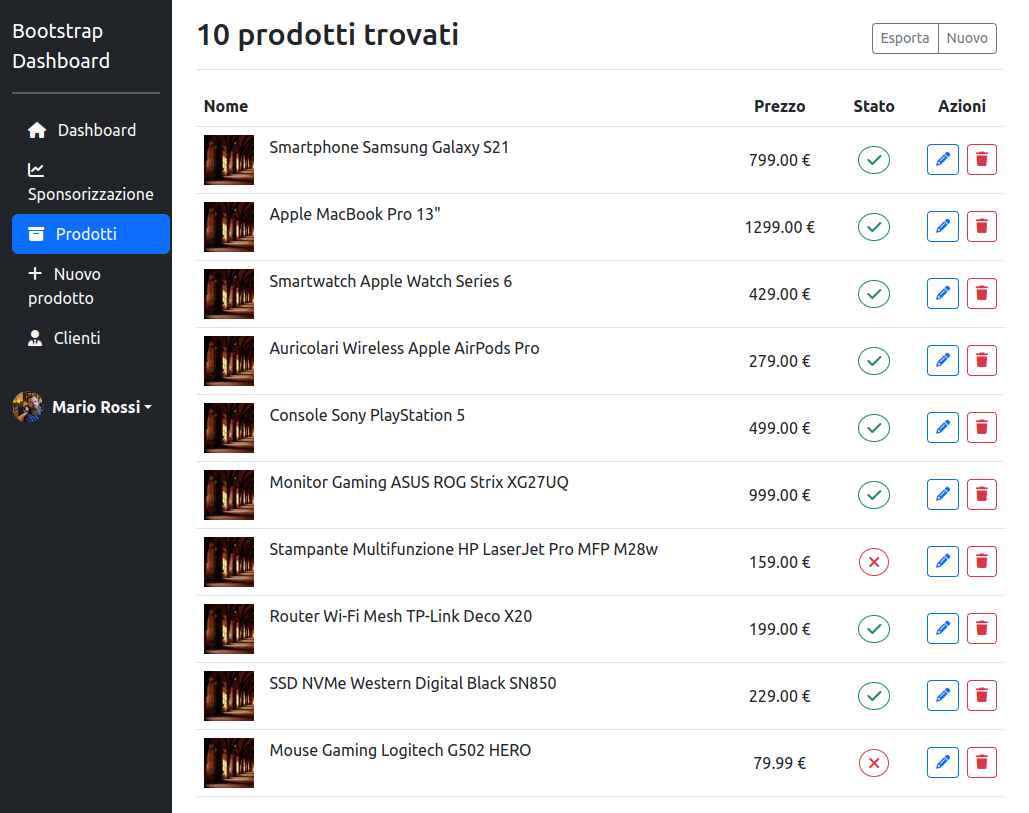 Bootstrap
Dashboard
Dashboard
Sponsorizzazione
Prodotti
Nuovo
prodotto
Clienti
Mario Rossi
10 prodotti trovati
Esporta Nuovo
Nome Prezzo Stato Azioni
Smartphone Samsung Galaxy S21 799.00 €
Apple MacBook Pro 13" 1299.00 €
Smartwatch Apple Watch Series 6 429.00 €
Auricolari Wireless Apple AirPods Pro 279.00 €
Console Sony PlayStation 5 499.00 €
Monitor Gaming ASUS ROG Strix XG27UQ 999.00 €
Stampante Multifunzione HP LaserJet Pro MFP M28w 159.00 €
Router Wi-Fi Mesh TP-Link Deco X20 199.00 €
SSD NVMe Western Digital Black SN850 229.00 €
Mouse Gaming Logitech G502 HERO 79.99 €